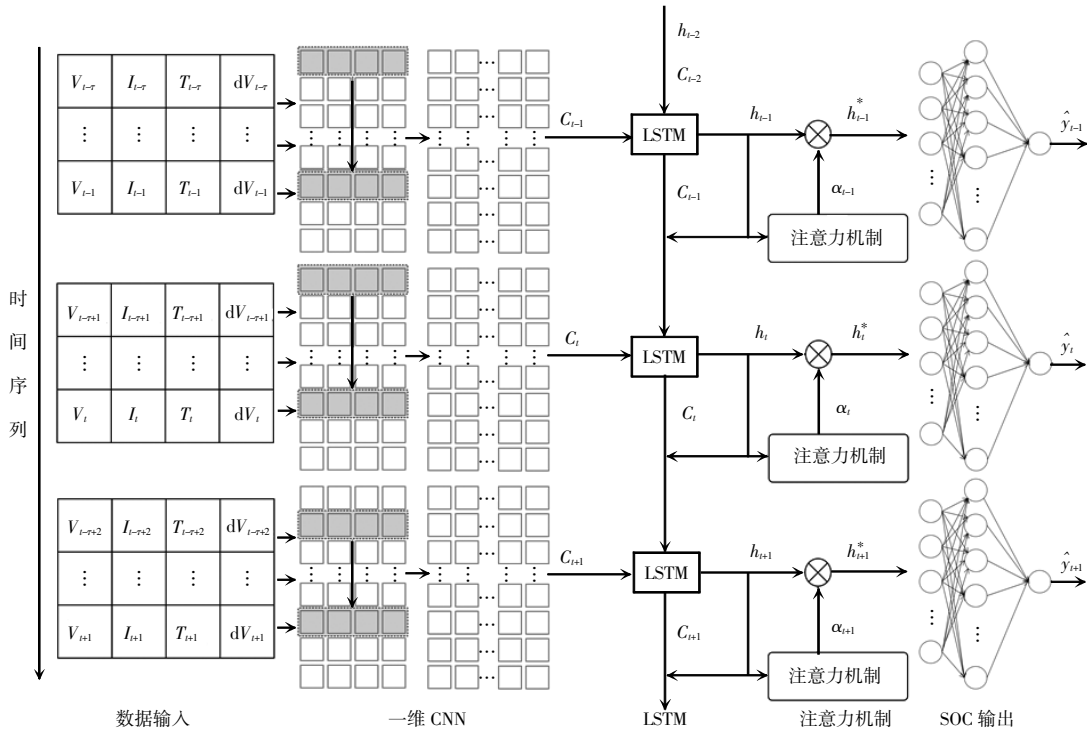 时间序列
V_{t-τ} I_{t-τ} T_{t-τ} dV_{t-τ}
⋮ ⋮ ⋮ ⋮
V_{t-1} I_{t-1} T_{t-1} dV_{t-1}
h_{t-2}
C_{t-2}
C_{t-1}
LSTM
h_{t-1}
h*_{t-1}
C_{t-1}
α_{t-1}
注意力机制
ŷ_{t-1}
V_{t-τ+1} I_{t-τ+1} T_{t-τ+1} dV_{t-τ+1}
⋮ ⋮ ⋮ ⋮
V_t I_t T_t dV_t
C_t
LSTM
h_t
h*_t
C_t
α_t
注意力机制
ŷ_t
V_{t-τ+2} I_{t-τ+2} T_{t-τ+2} dV_{t-τ+2}
⋮ ⋮ ⋮ ⋮
V_{t+1} I_{t+1} T_{t+1} dV_{t+1}
C_{t+1}
LSTM
h_{t+1}
h*_{t+1}
C_{t+1}
α_{t+1}
注意力机制
ŷ_{t+1}
数据输入 一维 CNN LSTM 注意力机制 SOC 输出